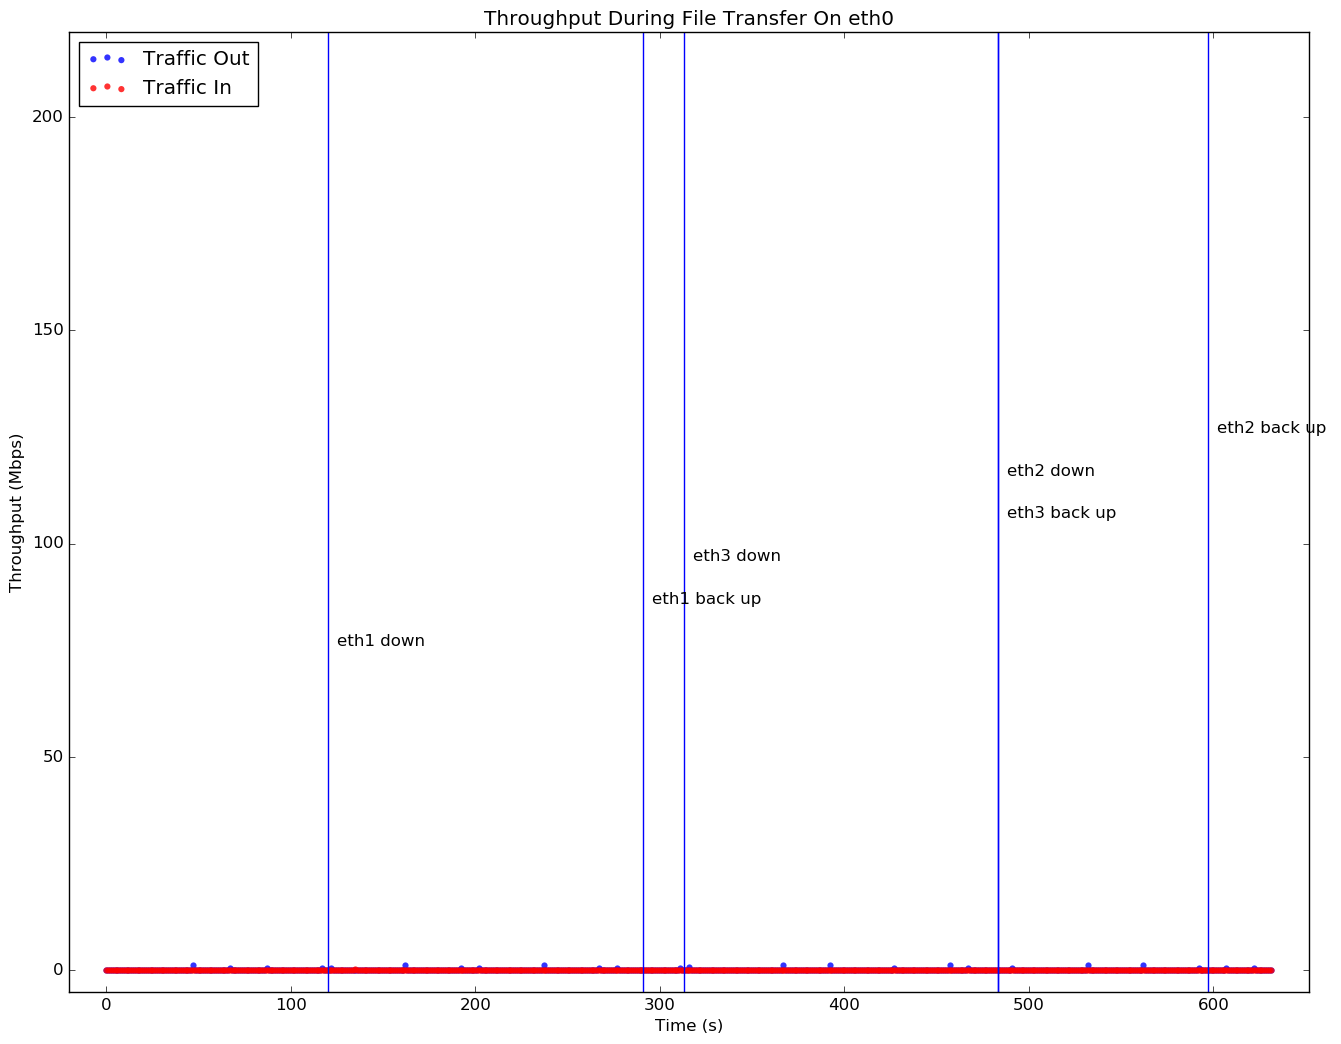 Throughput During File Transfer On eth0
Traffic Out
Traffic In
200
150
100
50
0
Throughput (Mbps)
eth2 back up
eth2 down
eth3 back up
eth3 down
eth1 back up
eth1 down
0 100 200 300 400 500 600
Time (s)